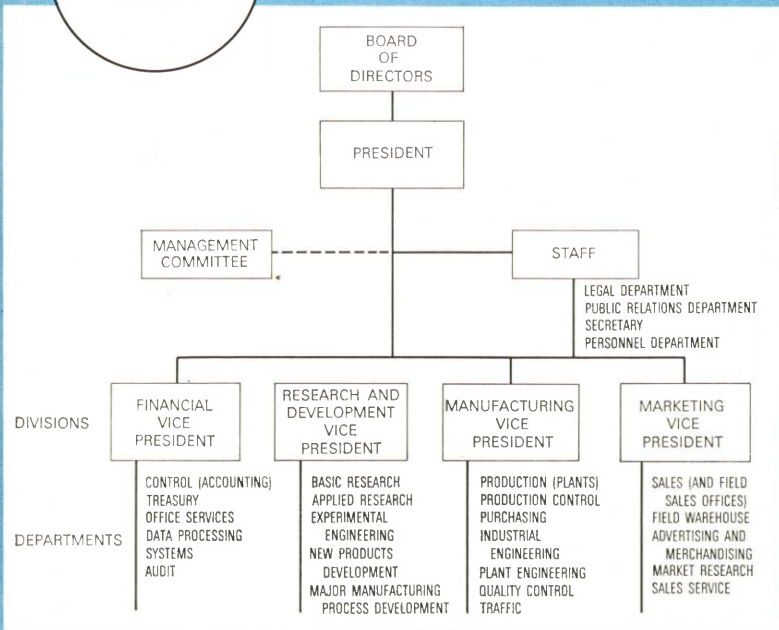 BOARD
OF
DIRECTORS
PRESIDENT
MANAGEMENT
COMMITTEE
STAFF
LEGAL DEPARTMENT
PUBLIC RELATIONS DEPARTMENT
SECRETARY
PERSONNEL DEPARTMENT
DIVISIONS
FINANCIAL
VICE
PRESIDENT
RESEARCH AND
DEVELOPMENT
VICE
PRESIDENT
MANUFACTURING
VICE
PRESIDENT
MARKETING
VICE
PRESIDENT
DEPARTMENTS
CONTROL (ACCOUNTING)
TREASURY
OFFICE SERVICES
DATA PROCESSING
SYSTEMS
AUDIT
BASIC RESEARCH
APPLIED RESEARCH
EXPERIMENTAL
ENGINEERING
NEW PRODUCTS
DEVELOPMENT
MAJOR MANUFACTURING
PROCESS DEVELOPMENT
PRODUCTION (PLANTS)
PRODUCTION CONTROL
PURCHASING
INDUSTRIAL
ENGINEERING
PLANT ENGINEERING
QUALITY CONTROL
TRAFFIC
SALES (AND FIELD
SALES OFFICES)
FIELD WAREHOUSE
ADVERTISING AND
MERCHANDISING
MARKET RESEARCH
SALES SERVICE